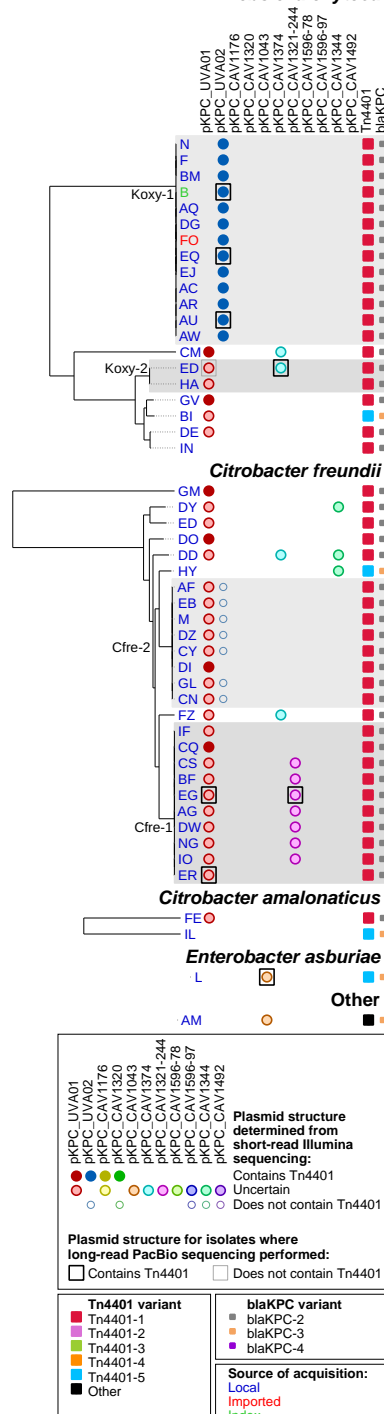 pKPC_UVA01
pKPC_UVA02
pKPC_CAV1176
pKPC_CAV1320
pKPC_CAV1043
pKPC_CAV1374
pKPC_CAV1321-244
pKPC_CAV1596-78
pKPC_CAV1596-97
pKPC_CAV1344
pKPC_CAV1492
Tn4401
blaKPC
N
F
BM
Koxy-1 B
AQ
DG
FO
EQ
EJ
AC
AR
AU
AW
CM
Koxy-2 ED
HA
GV
BI
DE
IN
Citrobacter freundii
GM
DY
ED
DO
DD
HY
AF
EB
M
DZ
Cfre-2 CY
DI
GL
CN
FZ
IF
CQ
CS
BF
EG
AG
Cfre-1 DW
NG
IO
ER
Citrobacter amalonaticus
FE
IL
Enterobacter asburiae
L
Other
AM
pKPC_UVA01
pKPC_UVA02
pKPC_CAV1176
pKPC_CAV1320
pKPC_CAV1043
pKPC_CAV1374
pKPC_CAV1321-244
pKPC_CAV1596-78
pKPC_CAV1596-97
pKPC_CAV1344
pKPC_CAV1492
Plasmid structure
determined from
short-read Illumina
sequencing:
Contains Tn4401
Uncertain
Does not contain Tn4401
Plasmid structure for isolates where
long-read PacBio sequencing performed:
Contains Tn4401 Does not contain Tn4401
Tn4401 variant
Tn4401-1
Tn4401-2
Tn4401-3
Tn4401-4
Tn4401-5
Other
blaKPC variant
blaKPC-2
blaKPC-3
blaKPC-4
Source of acquisition:
Local
Imported